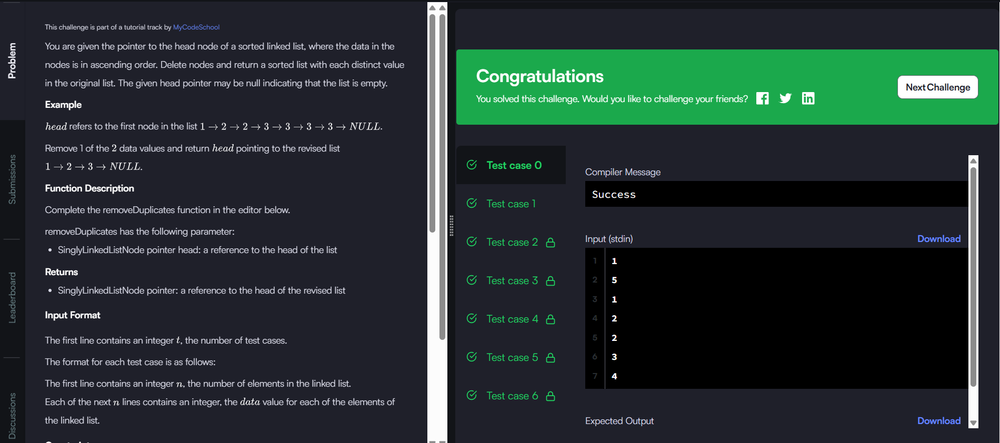 Problem
Submissions
Leaderboard
Discussions
This challenge is part of a tutorial track by MyCodeSchool
You are given the pointer to the head node of a sorted linked list, where the data in the
nodes is in ascending order. Delete nodes and return a sorted list with each distinct value
in the original list. The given head pointer may be null indicating that the list is empty.
Example
head refers to the first node in the list 1 → 2 → 2 → 3 → 3 → 3 → 3 → NULL.
Remove 1 of the 2 data values and return head pointing to the revised list
1 → 2 → 3 → NULL.
Function Description
Complete the removeDuplicates function in the editor below.
removeDuplicates has the following parameter:
• SinglyLinkedListNode pointer head: a reference to the head of the list
Returns
• SinglyLinkedListNode pointer: a reference to the head of the revised list
Input Format
The first line contains an integer t, the number of test cases.
The format for each test case is as follows:
The first line contains an integer n, the number of elements in the linked list.
Each of the next n lines contains an integer, the data value for each of the elements of
the linked list.
Congratulations
You solved this challenge. Would you like to challenge your friends?
Next Challenge
Test case 0
Test case 1
Test case 2
Test case 3
Test case 4
Test case 5
Test case 6
Compiler Message
Success
Input (stdin)
Download
1 1
2 5
3 1
4 2
5 2
6 3
7 4
Expected Output
Download